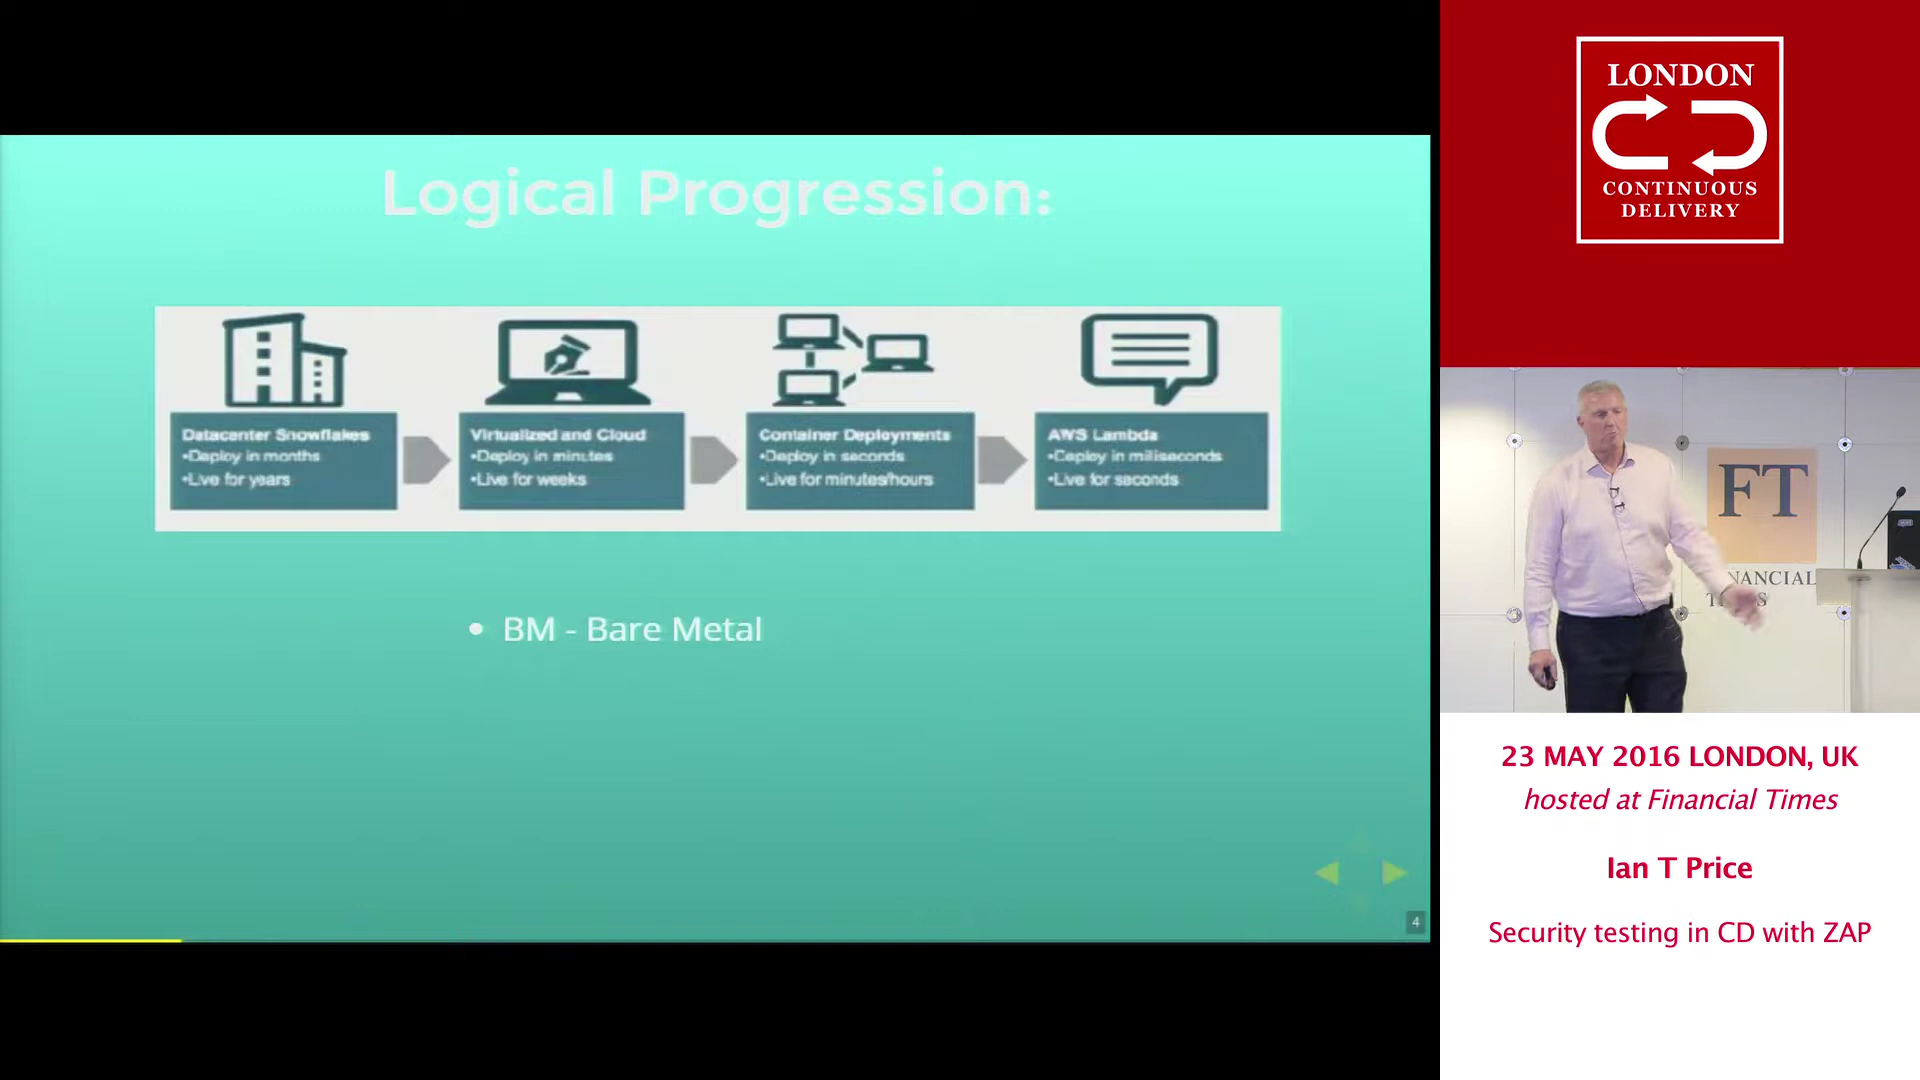 Logical Progression:
Datacenter Snowflakes
•Deploy in months
•Live for years
Virtualized and Cloud
•Deploy in minutes
•Live for weeks
Container Deployments
•Deploy in seconds
•Live for minutes/hours
AWS Lambda
•Deploy in milliseconds
•Live for seconds
• BM - Bare Metal
4
LONDON
CONTINUOUS
DELIVERY
FT
NANCIAL
23 MAY 2016 LONDON, UK
hosted at Financial Times
Ian T Price
Security testing in CD with ZAP